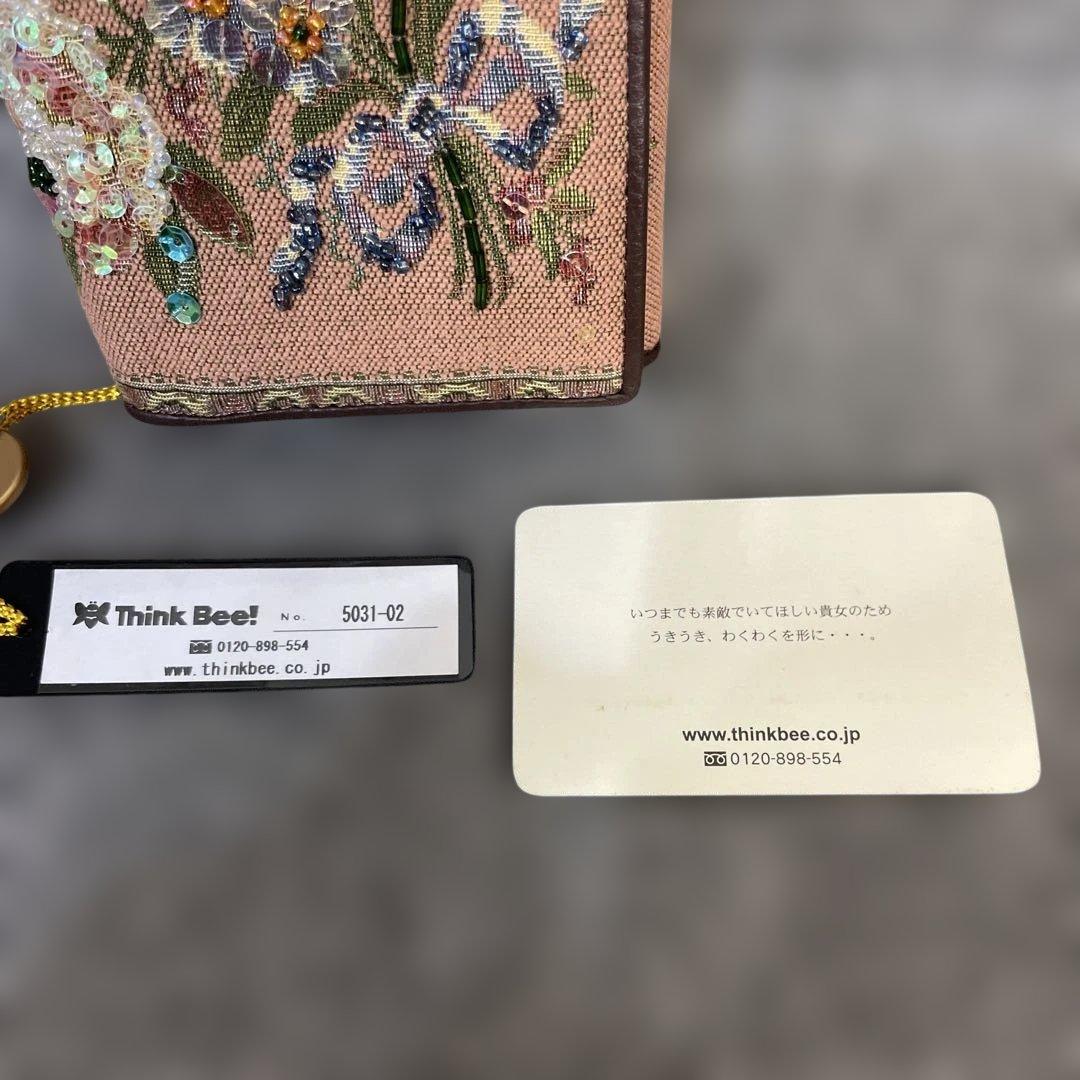 Think Bee! No. 5031-02
0120-898-554
www.thinkbee.co.jp
いつまでも素敵でいてほしい貴女のため
うきうき、わくわくを形に・・・。
www.thinkbee.co.jp
0120-898-554